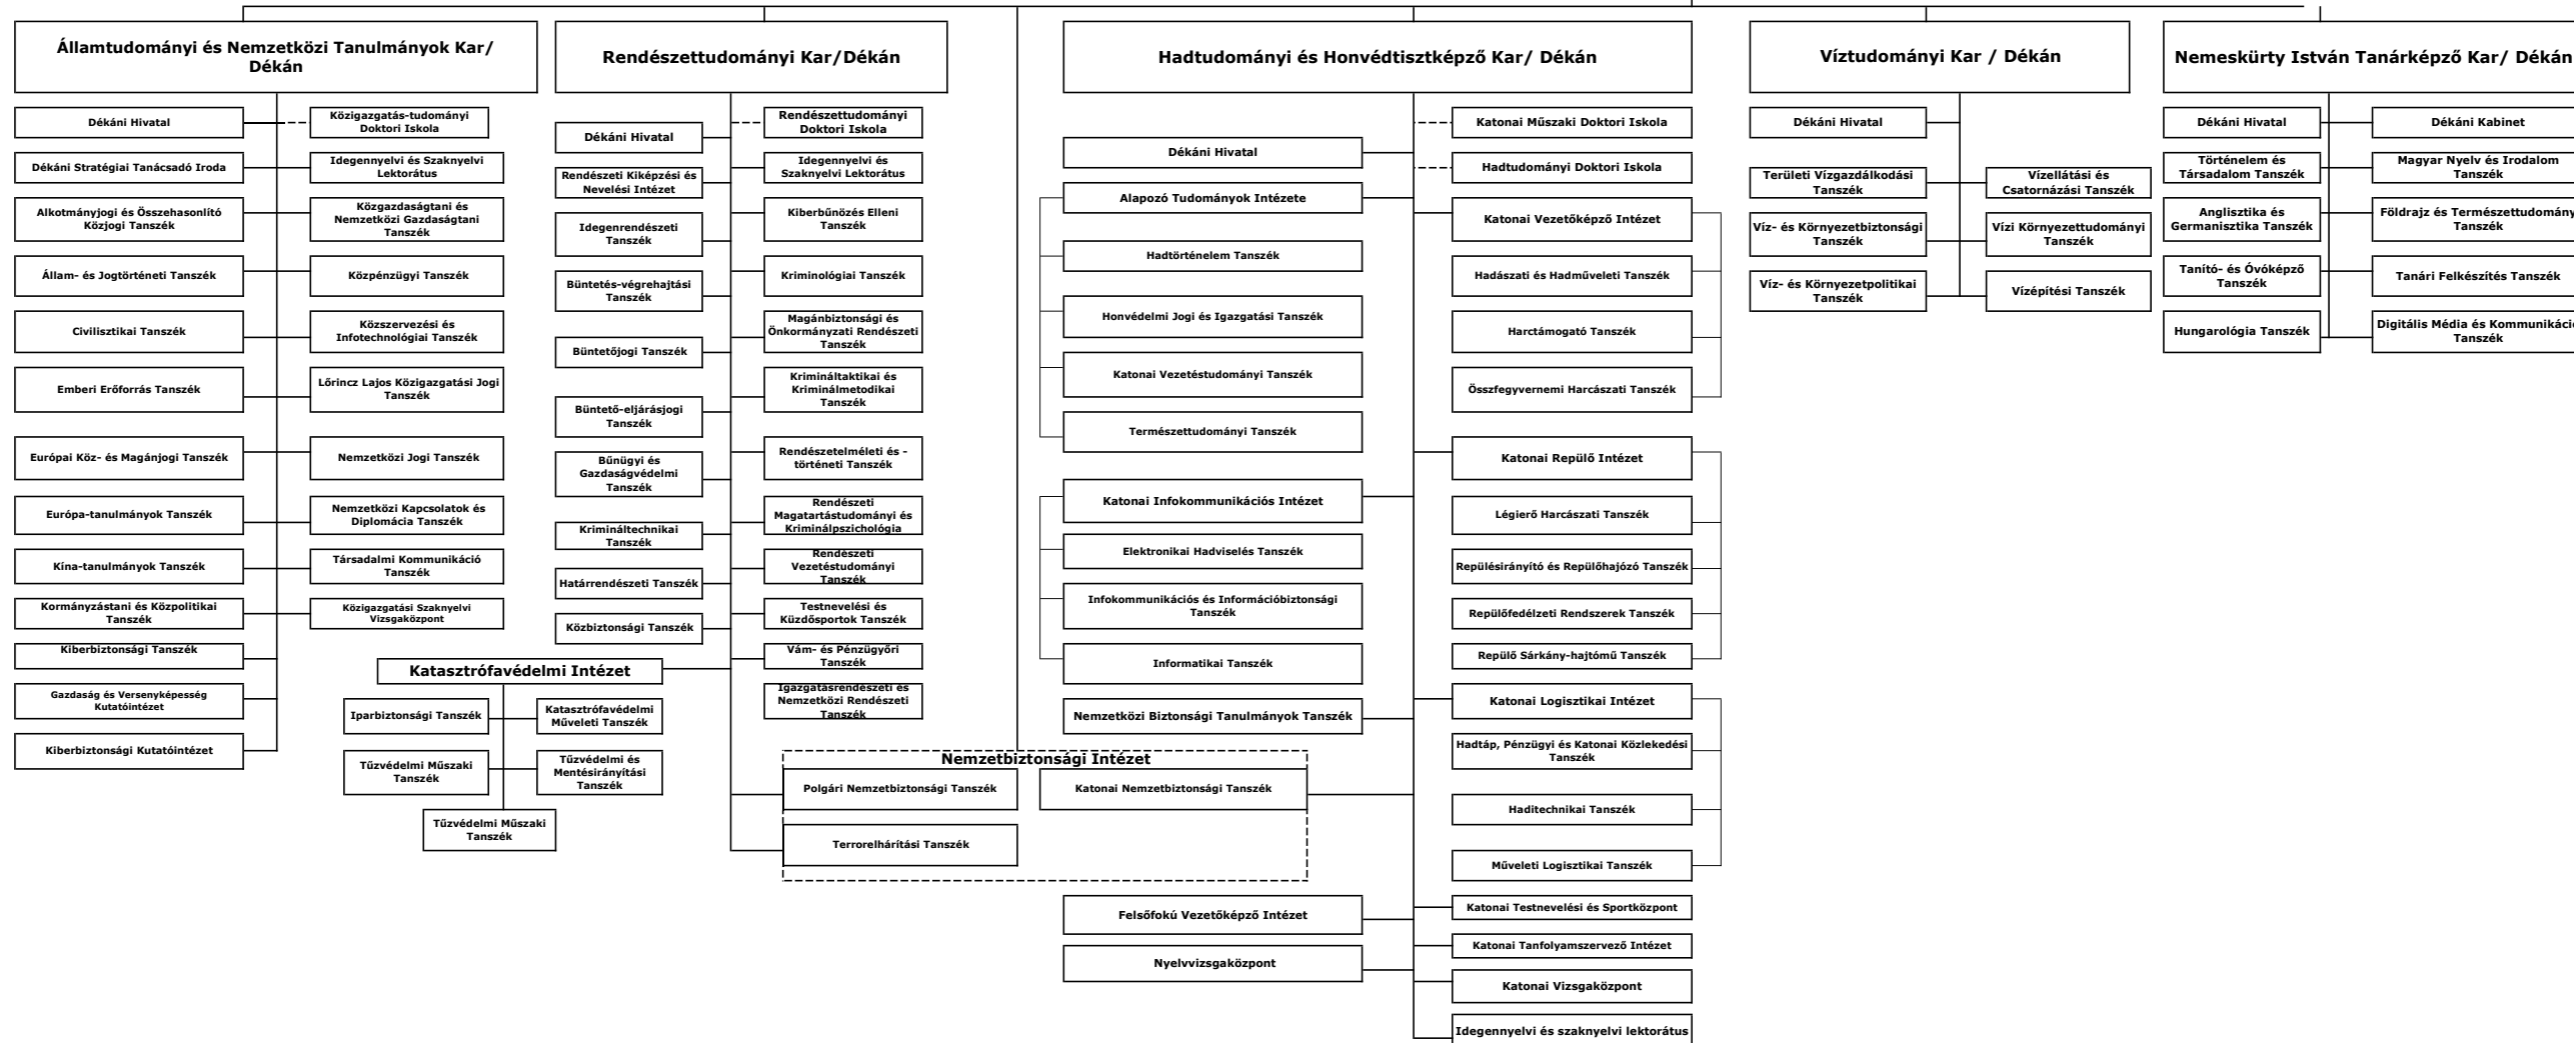 Államtudományi és Nemzetközi Tanulmányok Kar/
Dékán
Dékáni Hivatal
Közigazgatás-tudományi
Doktori Iskola
Dékáni Stratégiai Tanácsadó Iroda
Idegennyelvi és Szaknyelvi
Lektorátus
Alkotmányjogi és Összehasonlító
Közjogi Tanszék
Közgazdaságtani és
Nemzetközi Gazdaságtani
Tanszék
Állam- és Jogtörténeti Tanszék
Közpénzügyi Tanszék
Civilisztikai Tanszék
Közszervezési és
Infotechnológiai Tanszék
Emberi Erőforrás Tanszék
Lőrincz Lajos Közigazgatási Jogi
Tanszék
Európai Köz- és Magánjogi Tanszék
Nemzetközi Jogi Tanszék
Európa-tanulmányok Tanszék
Nemzetközi Kapcsolatok és
Diplomácia Tanszék
Kína-tanulmányok Tanszék
Társadalmi Kommunikáció
Tanszék
Kormányzástani és Közpolitikai
Tanszék
Közigazgatási Szaknyelvi
Vizsgaközpont
Kiberbiztonsági Tanszék
Gazdaság és Versenyképesség
Kutatóintézet
Kiberbiztonsági Kutatóintézet
Rendészettudományi Kar/Dékán
Dékáni Hivatal
Rendészettudományi
Doktori Iskola
Rendészeti Kiképzési és
Nevelési Intézet
Idegennyelvi és
Szaknyelvi Lektorátus
Idegenrendészeti
Tanszék
Kiberbűnözés Elleni
Tanszék
Büntetés-végrehajtási
Tanszék
Kriminológiai Tanszék
Büntetőjogi Tanszék
Magánbiztonsági és
Önkormányzati Rendészeti
Tanszék
Büntető-eljárásjogi
Tanszék
Krimináltaktikai és
Kriminálmetodikai
Tanszék
Bűnügyi és
Gazdaságvédelmi
Tanszék
Rendészetelméleti és -
történeti Tanszék
Krimináltechnikai
Tanszék
Rendészeti
Magatartástudományi és
Kriminálpszichológia
Határrendészeti Tanszék
Rendészeti
Vezetéstudományi
Tanszék
Közbiztonsági Tanszék
Testnevelési és
Küzdősportok Tanszék
Vám- és Pénzügyőri
Tanszék
Igazgatásrendészeti és
Nemzetközi Rendészeti
Tanszék
Katasztrófavédelmi Intézet
Iparbiztonsági Tanszék
Katasztrófavédelmi
Műveleti Tanszék
Tűzvédelmi Műszaki
Tanszék
Tűzvédelmi és
Mentésirányítási
Tanszék
Tűzvédelmi Műszaki
Tanszék
Nemzetbiztonsági Intézet
Polgári Nemzetbiztonsági Tanszék
Katonai Nemzetbiztonsági Tanszék
Terrorelhárítási Tanszék
Hadtudományi és Honvédtisztképző Kar/ Dékán
Dékáni Hivatal
Katonai Műszaki Doktori Iskola
Hadtudományi Doktori Iskola
Alapozó Tudományok Intézete
Hadtörténelem Tanszék
Honvédelmi Jogi és Igazgatási Tanszék
Katonai Vezetéstudományi Tanszék
Természettudományi Tanszék
Katonai Infokommunikációs Intézet
Elektronikai Hadviselés Tanszék
Infokommunikációs és Információbiztonsági
Tanszék
Informatikai Tanszék
Nemzetközi Biztonsági Tanulmányok Tanszék
Felsőfokú Vezetőképző Intézet
Nyelvvizsgaközpont
Katonai Vezetőképző Intézet
Hadászati és Hadműveleti Tanszék
Harctámogató Tanszék
Összfegyvernemi Harcászati Tanszék
Katonai Repülő Intézet
Légierő Harcászati Tanszék
Repülésirányító és Repülőhajózó Tanszék
Repülőfedélzeti Rendszerek Tanszék
Repülő Sárkány-hajtómű Tanszék
Katonai Logisztikai Intézet
Hadtáp, Pénzügyi és Katonai Közlekedési
Tanszék
Haditechnikai Tanszék
Műveleti Logisztikai Tanszék
Katonai Testnevelési és Sportközpont
Katonai Tanfolyamszervező Intézet
Katonai Vizsgaközpont
Idegennyelvi és szaknyelvi lektorátus
Víztudományi Kar / Dékán
Dékáni Hivatal
Területi Vízgazdálkodási
Tanszék
Vízellátási és
Csatornázási Tanszék
Víz- és Környezetbiztonsági
Tanszék
Vízi Környezettudományi
Tanszék
Víz- és Környezetpolitikai
Tanszék
Vízépítési Tanszék
Nemeskürty István Tanárképző Kar/ Dékán
Dékáni Hivatal
Dékáni Kabinet
Történelem és
Társadalom Tanszék
Magyar Nyelv és Irodalom
Tanszék
Anglisztika és
Germanisztika Tanszék
Földrajz és Természettudomány
Tanszék
Tanító- és Óvóképző
Tanszék
Tanári Felkészítés Tanszék
Hungarológia Tanszék
Digitális Média és Kommunikáció
Tanszék